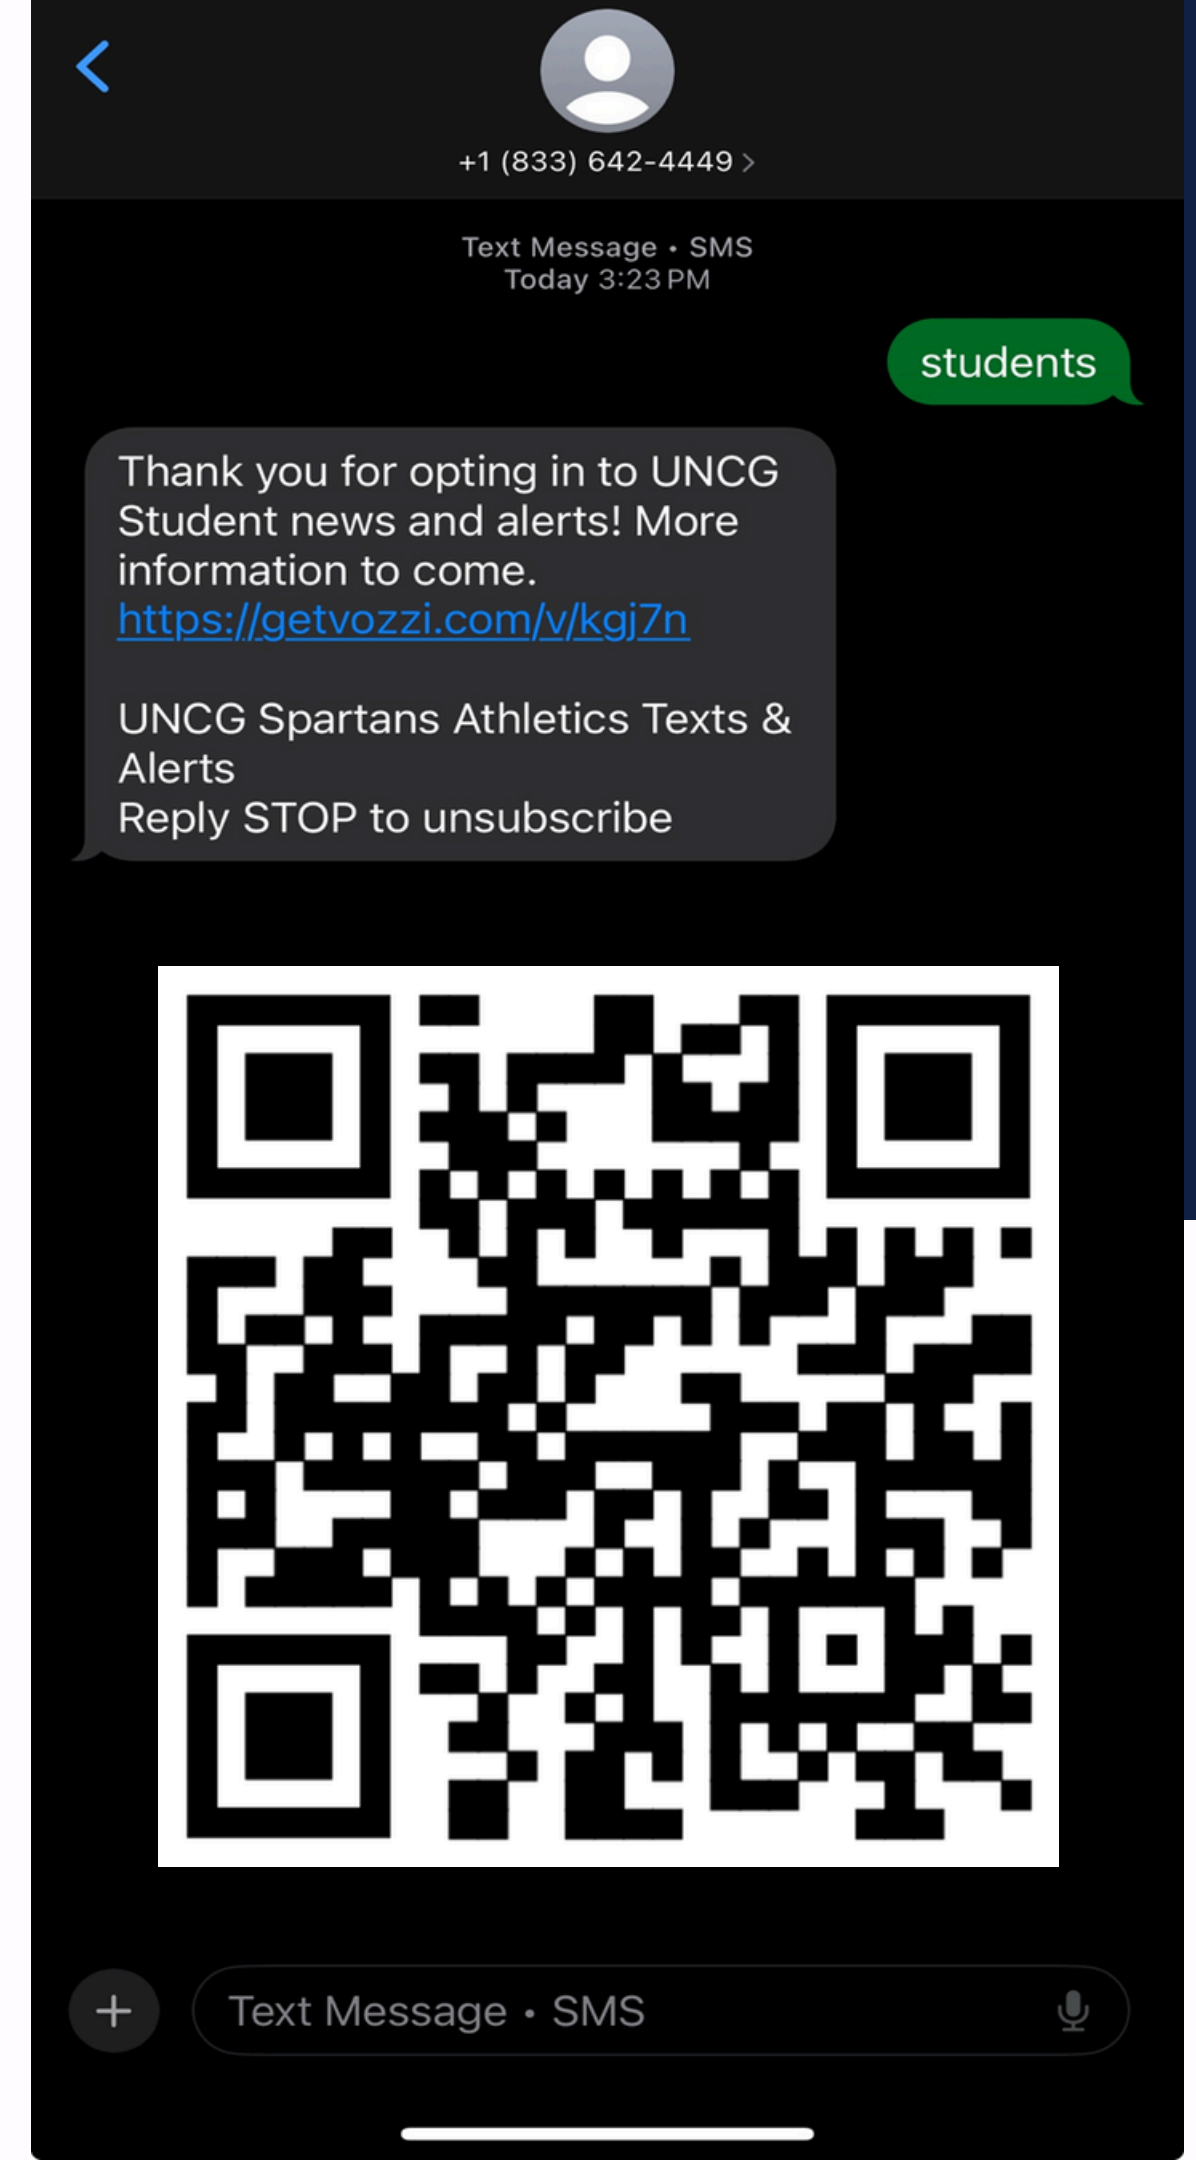 +1 (833) 642-4449
Text Message • SMS
Today 3:23 PM
students
Thank you for opting in to UNCG
Student news and alerts! More
information to come.
https://getvozzi.com/v/kgj7n
UNCG Spartans Athletics Texts &
Alerts
Reply STOP to unsubscribe
Text Message • SMS